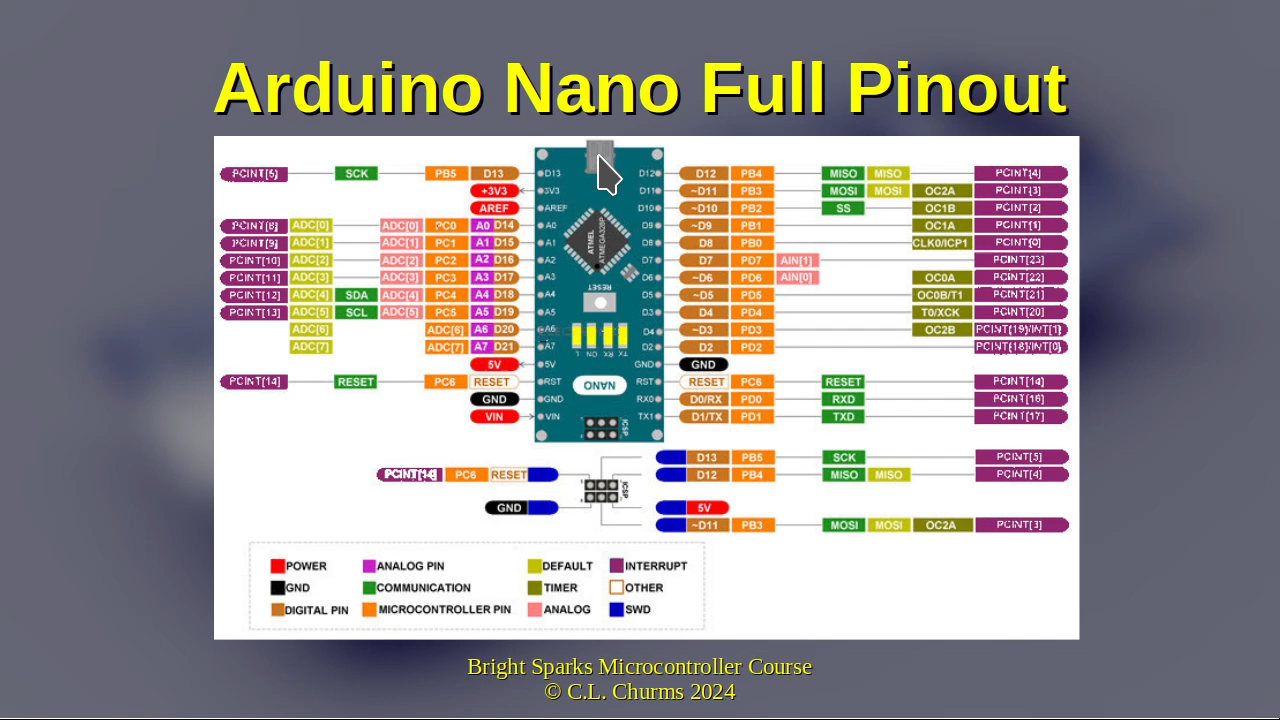 Arduino Nano Full Pinout
PCINT[5] SCK PB5 D13 D13 D12 D12 PB4 MISO MISO PCINT[4]
+3V3 3V3 D11 ~D11 PB3 MOSI MOSI OC2A PCINT[3]
AREF AREF D10 ~D10 PB2 SS OC1B PCINT[2]
PCINT[8] ADC[0] ADC[0] PC0 A0 D14 A0 D9 ~D9 PB1 OC1A PCINT[1]
PCINT[9] ADC[1] ADC[1] PC1 A1 D15 A1 D8 D8 PB0 CLK0/ICP1 PCINT[0]
PCINT[10] ADC[2] ADC[2] PC2 A2 D16 A2 D7 D7 PD7 AIN[1] PCINT[23]
PCINT[11] ADC[3] ADC[3] PC3 A3 D17 A3 D6 ~D6 PD6 AIN[0] OC0A PCINT[22]
PCINT[12] ADC[4] SDA ADC[4] PC4 A4 D18 A4 D5 ~D5 PD5 OC0B/T1 PCINT[21]
PCINT[13] ADC[5] SCL ADC[5] PC5 A5 D19 A5 D3 D4 PD4 T0/XCK PCINT[20]
ADC[6] ADC[6] A6 D20 A6 D4 ~D3 PD3 OC2B PCINT[19]/INT[1]
ADC[7] ADC[7] A7 D21 A7 D2 D2 PD2 PCINT[18]/INT[0]
5V 5V GND GND
PCINT[14] RESET PC6 RESET RST RST RESET PC6 RESET PCINT[14]
GND GND RX0 D0/RX PD0 RXD PCINT[16]
VIN VIN TX1 D1/TX PD1 TXD PCINT[17]
ATMEL
ATMEGA328P
RESET
L ON RX TX
NANO
ICSP
D13 PB5 SCK PCINT[5]
PCINT[14] PC6 RESET D12 PB4 MISO MISO PCINT[4]
ICSP
GND 5V
~D11 PB3 MOSI MOSI OC2A PCINT[3]
POWER ANALOG PIN DEFAULT INTERRUPT
GND COMMUNICATION TIMER OTHER
DIGITAL PIN MICROCONTROLLER PIN ANALOG SWD
Bright Sparks Microcontroller Course
© C.L. Churms 2024